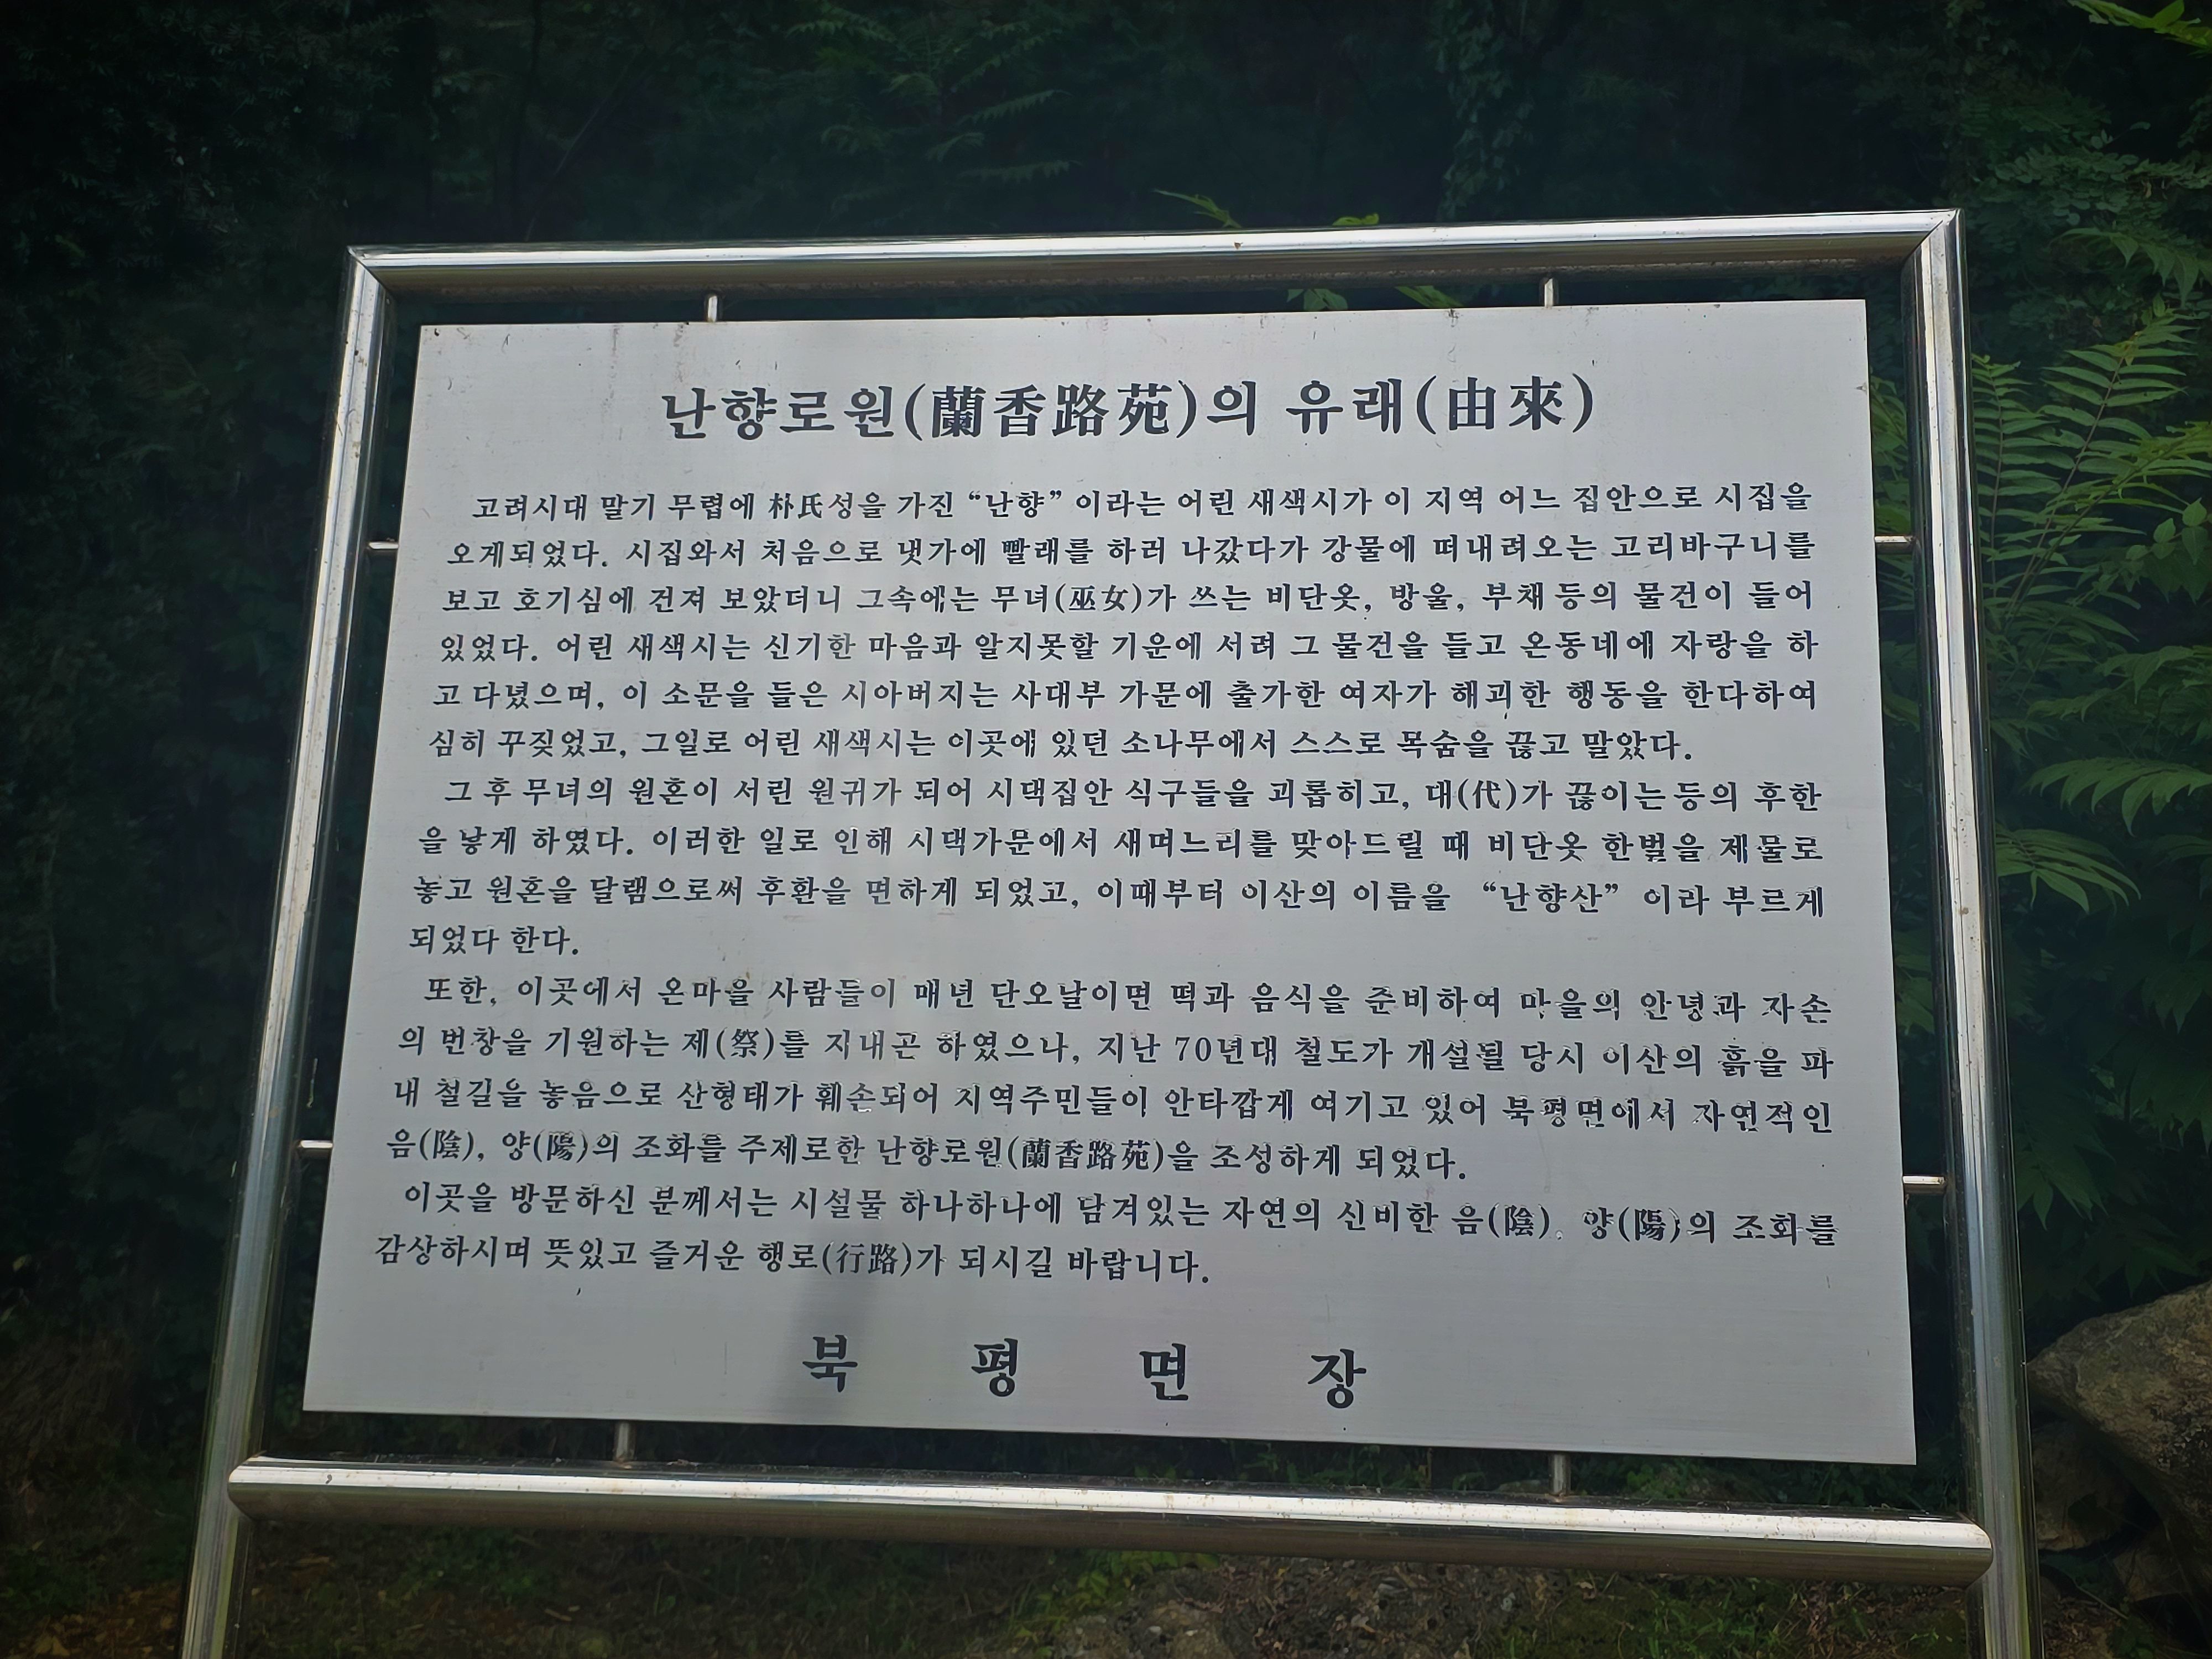 난향로원(蘭香路苑)의 유래(由來)
고려시대 말기 무렵에 朴氏성을 가진 “난향” 이라는 어린 새색시가 이 지역 어느 집안으로 시집을
오게되었다. 시집와서 처음으로 냇가에 빨래를 하러 나갔다가 강물에 떠내려오는 고리바구니를
보고 호기심에 건져 보았더니 그속에는 무녀(巫女)가 쓰는 비단옷, 방울, 부채 등의 물건이 들어
있었다. 어린 새색시는 신기한 마음과 알지못할 기운에 서려 그 물건을 들고 온동네에 자랑을 하
고 다녔으며, 이 소문을 들은 시아버지는 사대부 가문에 출가한 여자가 해괴한 행동을 한다하여
심히 꾸짖었고, 그일로 어린 새색시는 이곳에 있던 소나무에서 스스로 목숨을 끊고 말았다.
그 후 무녀의 원혼이 서린 원귀가 되어 시댁집안 식구들을 괴롭히고, 대(代)가 끊이는 등의 후한
을 낳게 하였다. 이러한 일로 인해 시댁가문에서 새며느리를 맞아드릴 때 비단옷 한벌을 제물로
놓고 원혼을 달램으로써 후환을 면하게 되었고, 이때부터 이산의 이름을 “난향산” 이라 부르게
되었다 한다.
또한, 이곳에서 온마을 사람들이 매년 단오날이면 떡과 음식을 준비하여 마을의 안녕과 자손
의 번창을 기원하는 제(祭)를 지내곤 하였으나, 지난 70년대 철도가 개설될 당시 이산의 흙을 파
내 철길을 놓음으로 산형태가 훼손되어 지역주민들이 안타깝게 여기고 있어 북평면에서 자연적인
음(陰), 양(陽)의 조화를 주제로한 난향로원(蘭香路苑)을 조성하게 되었다.
이곳을 방문하신 분께서는 시설물 하나하나에 담겨있는 자연의 신비한 음(陰), 양(陽)의 조화를
감상하시며 뜻있고 즐거운 행로(行路)가 되시길 바랍니다.
북 평 면 장